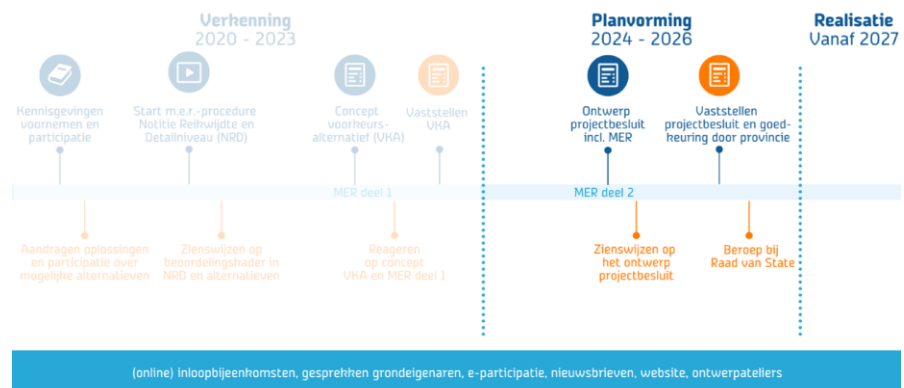 Verkenning
2020 - 2023
Planvorming
2024 - 2026
Realisatie
Vanaf 2027
Kennisgevingen
voornemen en
participatie
Start m.e.r.-procedure
Notitie Reikwijdte en
Detailniveau (NRD)
Concept
voorkeurs-
alternatief (VKA)
Vaststellen
VKA
Ontwerp
projectbesluit
incl. MER
Vaststellen
projectbesluit en goed-
keuring door provincie
MER deel 1
MER deel 2
Aandragen oplossingen
en participatie over
mogelijke alternatieven
Zienswijzen op
beoordelingskader in
NRD en alternatieven
Reageren
op concept
VKA en MER deel 1
Zienswijzen op
het ontwerp
projectbesluit
Beroep bij
Raad van State
(online) inloopbijeenkomsten, gesprekken grondeigenaren, e-participatie, nieuwsbrieven, website, ontwerpateliers